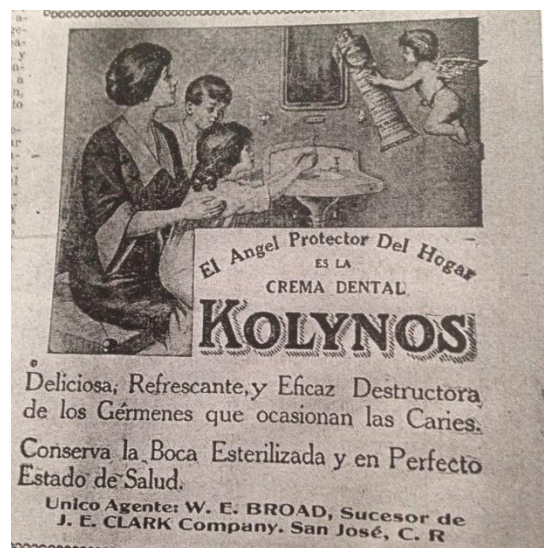 El Angel Protector Del Hogar
ES LA
CREMA DENTAL
KOLYNOS
Deliciosa, Refrescante, y Eficaz Destructora
de los Gérmenes que ocasionan las Caries.
Conserva la Boca Esterilizada y en Perfecto
Estado de Salud.
Unico Agente: W. E. BROAD, Sucesor de
J. E. CLARK Company. San José, C. R